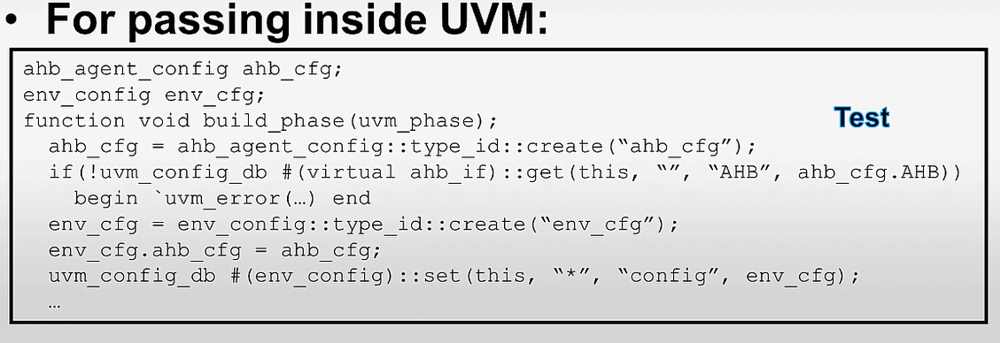 • For passing inside UVM:
ahb_agent_config ahb_cfg;
env_config env_cfg;
function void build_phase(uvm_phase);
Test
ahb_cfg = ahb_agent_config::type_id::create(“ahb_cfg”);
if(!uvm_config_db #(virtual ahb_if)::get(this, “”, “AHB”, ahb_cfg.AHB))
begin `uvm_error(…) end
env_cfg = env_config::type_id::create(“env_cfg”);
env_cfg.ahb_cfg = ahb_cfg;
uvm_config_db #(env_config)::set(this, “*”, “config”, env_cfg);
…